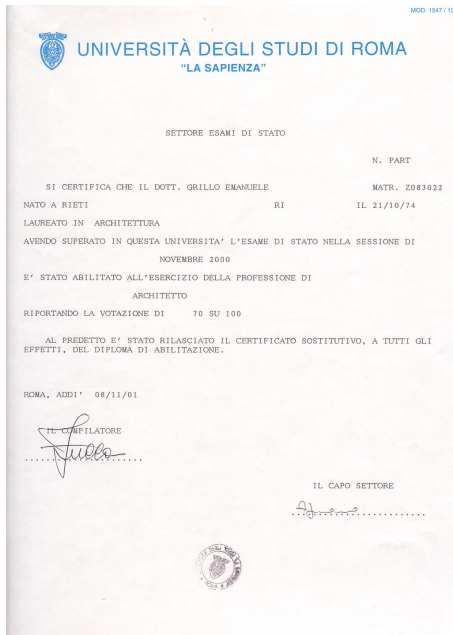 MOD. 1547 / 12
UNIVERSITÀ DEGLI STUDI DI ROMA
“LA SAPIENZA”
SETTORE ESAMI DI STATO
N. PART
SI CERTIFICA CHE IL DOTT. GRILLO EMANUELE MATR. Z083022
NATO A RIETI RI IL 21/10/74
LAUREATO IN ARCHITETTURA
AVENDO SUPERATO IN QUESTA UNIVERSITA' L'ESAME DI STATO NELLA SESSIONE DI
NOVEMBRE 2000
E' STATO ABILITATO ALL'ESERCIZIO DELLA PROFESSIONE DI
ARCHITETTO
RIPORTANDO LA VOTAZIONE DI 70 SU 100
AL PREDETTO E' STATO RILASCIATO IL CERTIFICATO SOSTITUTIVO, A TUTTI GLI
EFFETTI, DEL DIPLOMA DI ABILITAZIONE.
ROMA, ADDI' 08/11/01
IL COMPILATORE
IL CAPO SETTORE